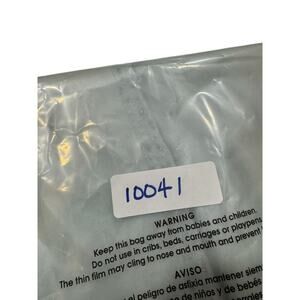 10041
WARNING
Keep this bag away from babies and children.
Do not use in cribs, beds, carriages or playpens.
The thin film may cling to nose and mouth and prevent
AVISO
el peligro de asfixia mantener siem
de niños y de bebés